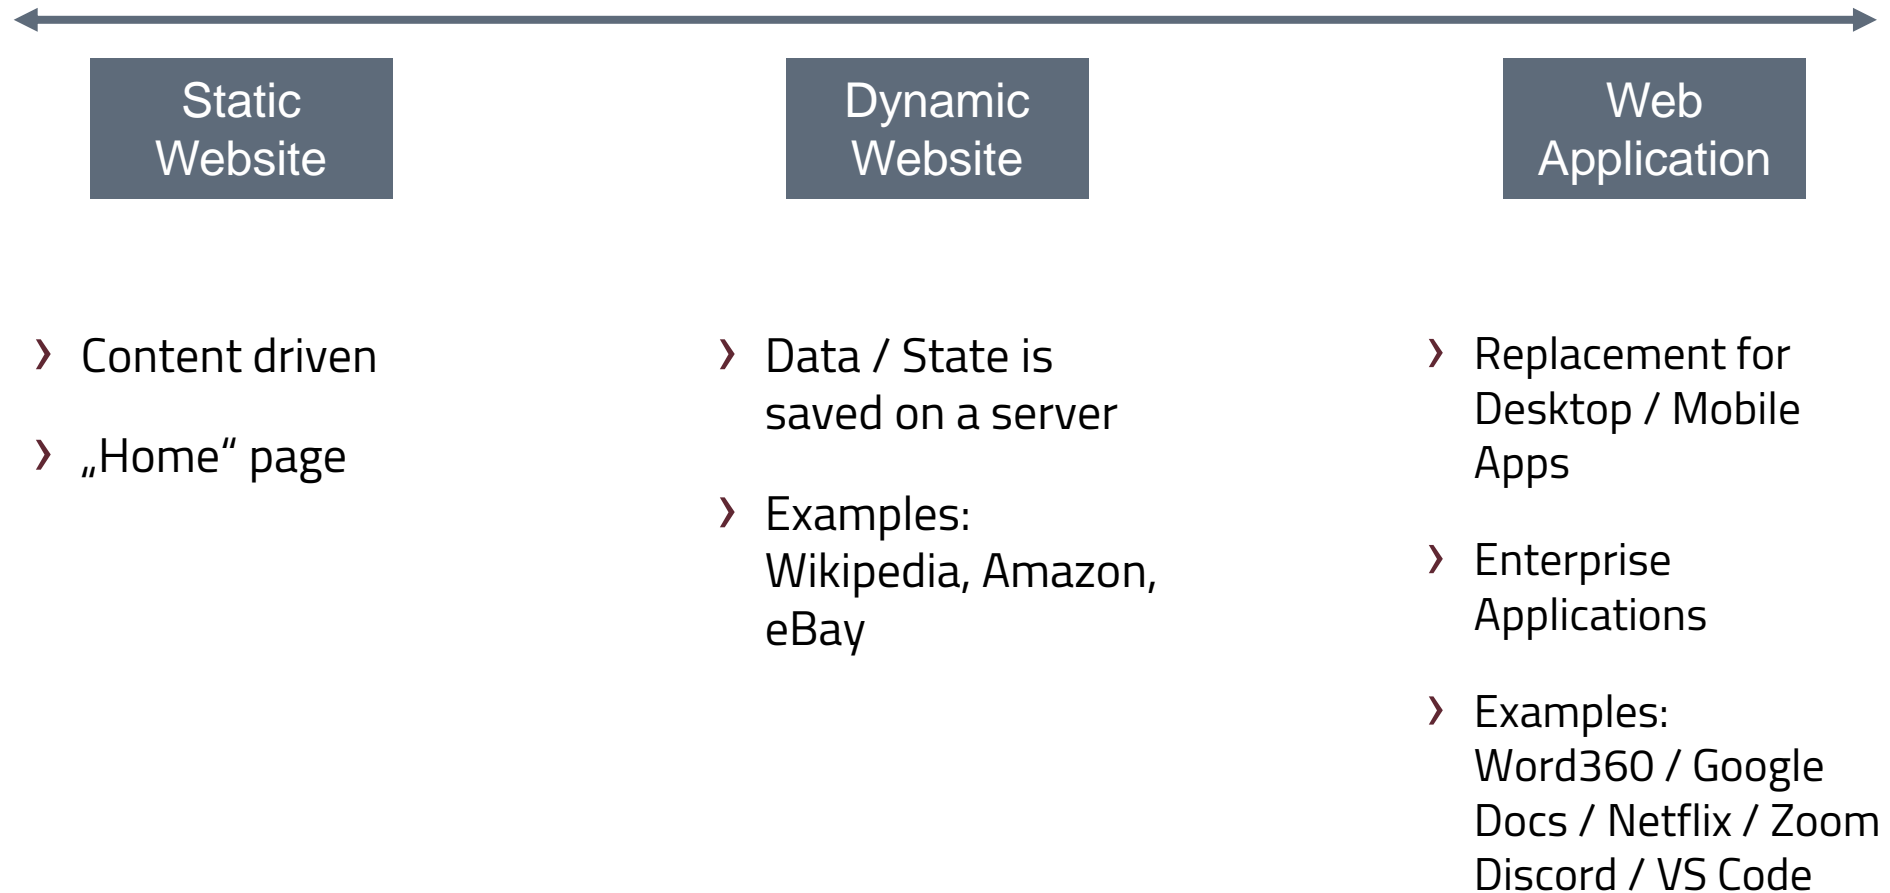 Static
Website
Dynamic
Website
Web
Application
› Content driven
› „Home“ page
› Data / State is
saved on a server
› Examples:
Wikipedia, Amazon,
eBay
› Replacement for
Desktop / Mobile
Apps
› Enterprise
Applications
› Examples:
Word360 / Google
Docs / Netflix / Zoom
Discord / VS Code